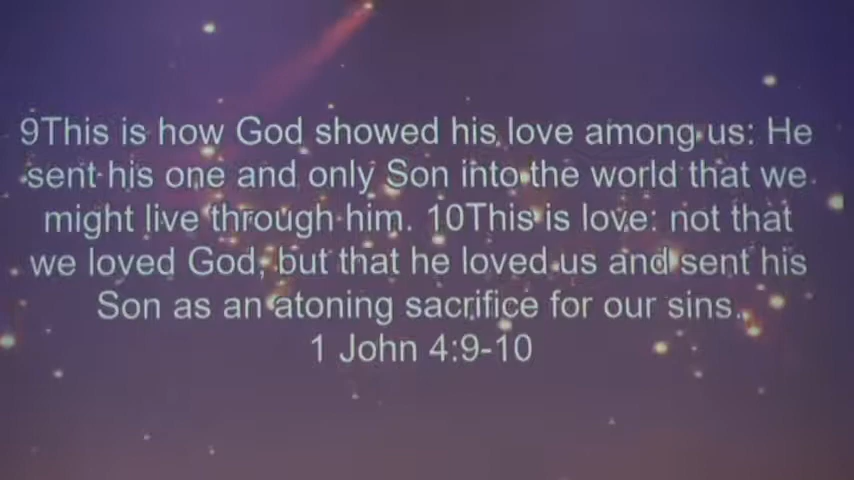 9This is how God showed his love among us: He
sent his one and only Son into the world that we
might live through him. 10This is love: not that
we loved God, but that he loved us and sent his
Son as an atoning sacrifice for our sins.
1 John 4:9-10